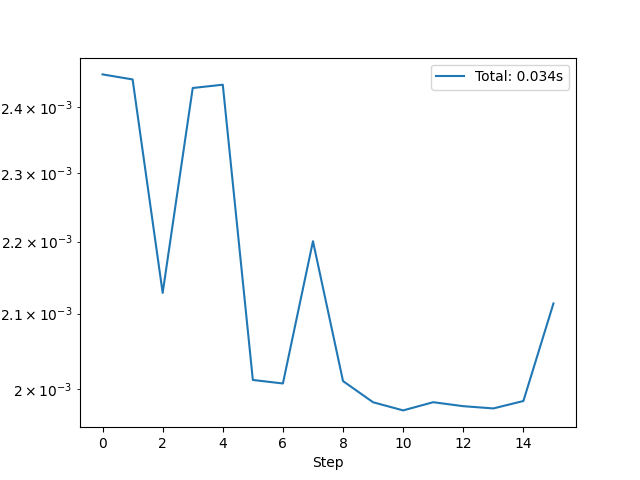 Total: 0.034s
2.4 × 10⁻³
2.3 × 10⁻³
2.2 × 10⁻³
2.1 × 10⁻³
2 × 10⁻³
0 2 4 6 8 10 12 14
Step